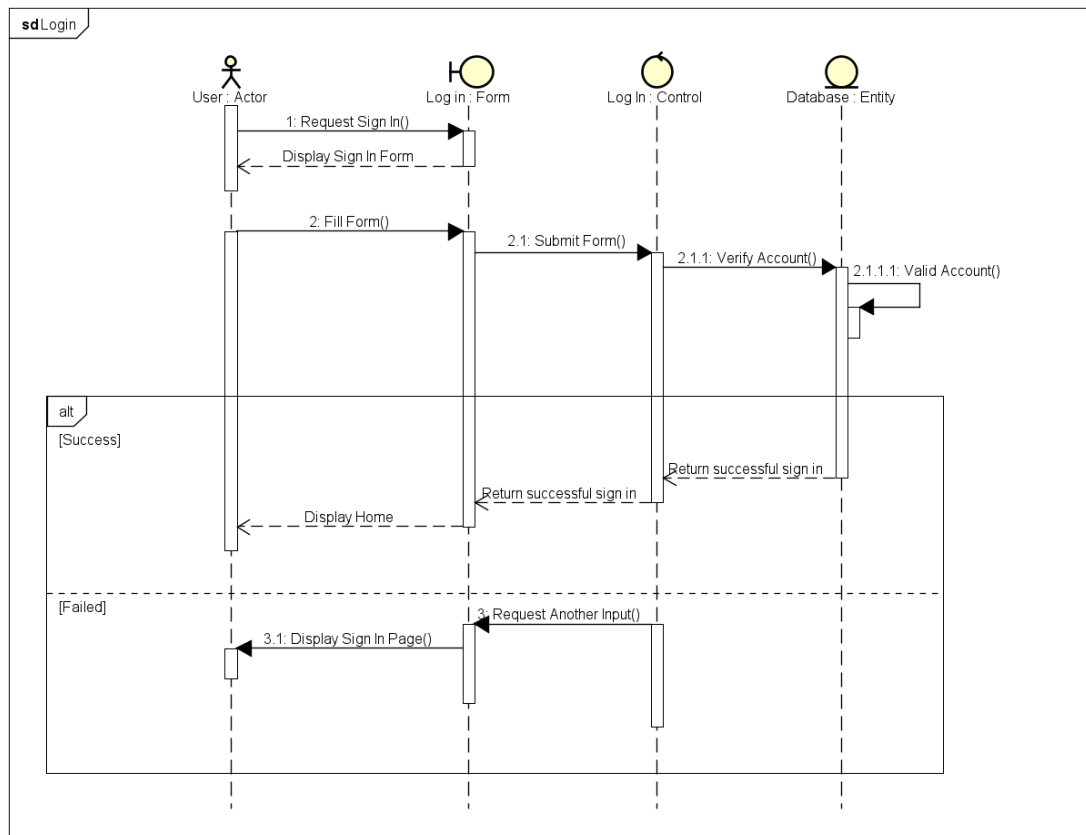 sd Login
User : Actor
Log in : Form
Log In : Control
Database : Entity
1: Request Sign In()
Display Sign In Form
2: Fill Form()
2.1: Submit Form()
2.1.1: Verify Account()
2.1.1.1: Valid Account()
alt
[Success]
Return successful sign in
Return successful sign in
Display Home
[Failed]
3: Request Another Input()
3.1: Display Sign In Page()